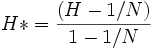 H* = (H - 1/N) / (1 - 1/N)